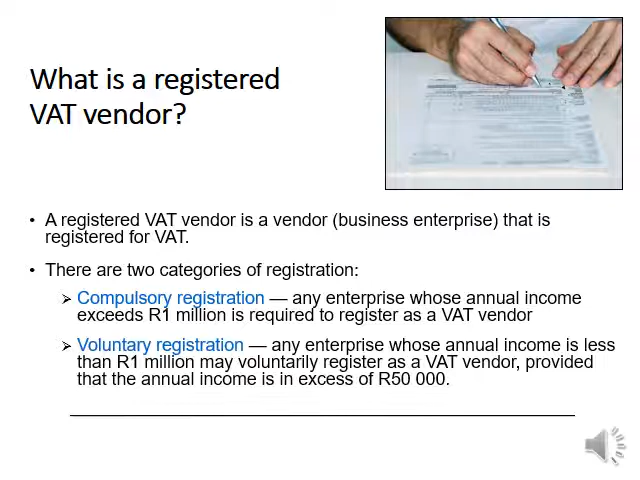 What is a registered
VAT vendor?
• A registered VAT vendor is a vendor (business enterprise) that is
registered for VAT.
• There are two categories of registration:
➢ Compulsory registration — any enterprise whose annual income
exceeds R1 million is required to register as a VAT vendor
➢ Voluntary registration — any enterprise whose annual income is less
than R1 million may voluntarily register as a VAT vendor, provided
that the annual income is in excess of R50 000.